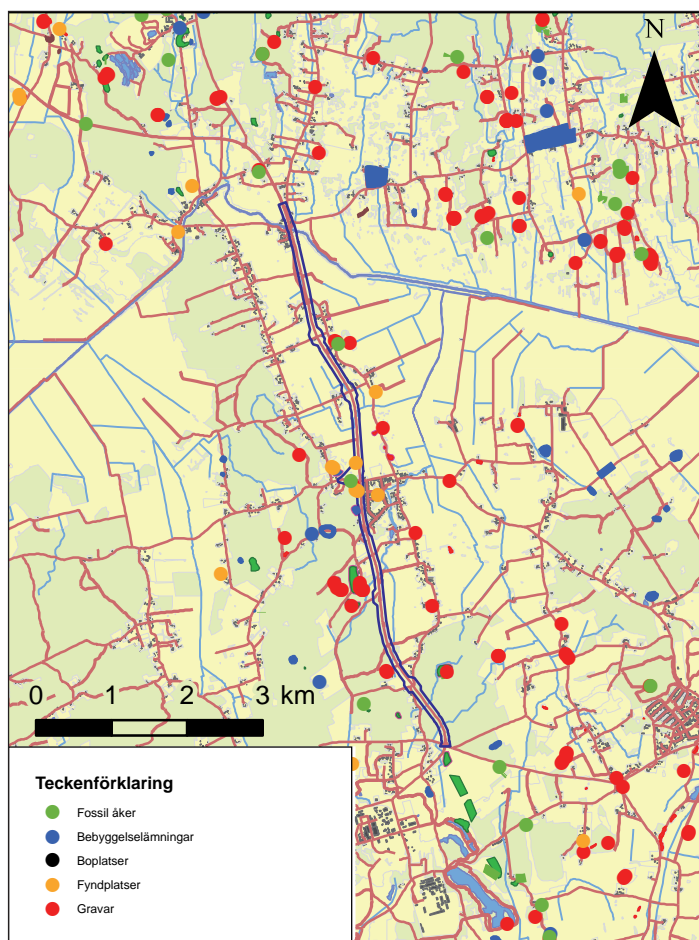 N
0 1 2 3 km
Teckenförklaring
Fossil åker
Bebyggelselämningar
Boplatser
Fyndplatser
Gravar